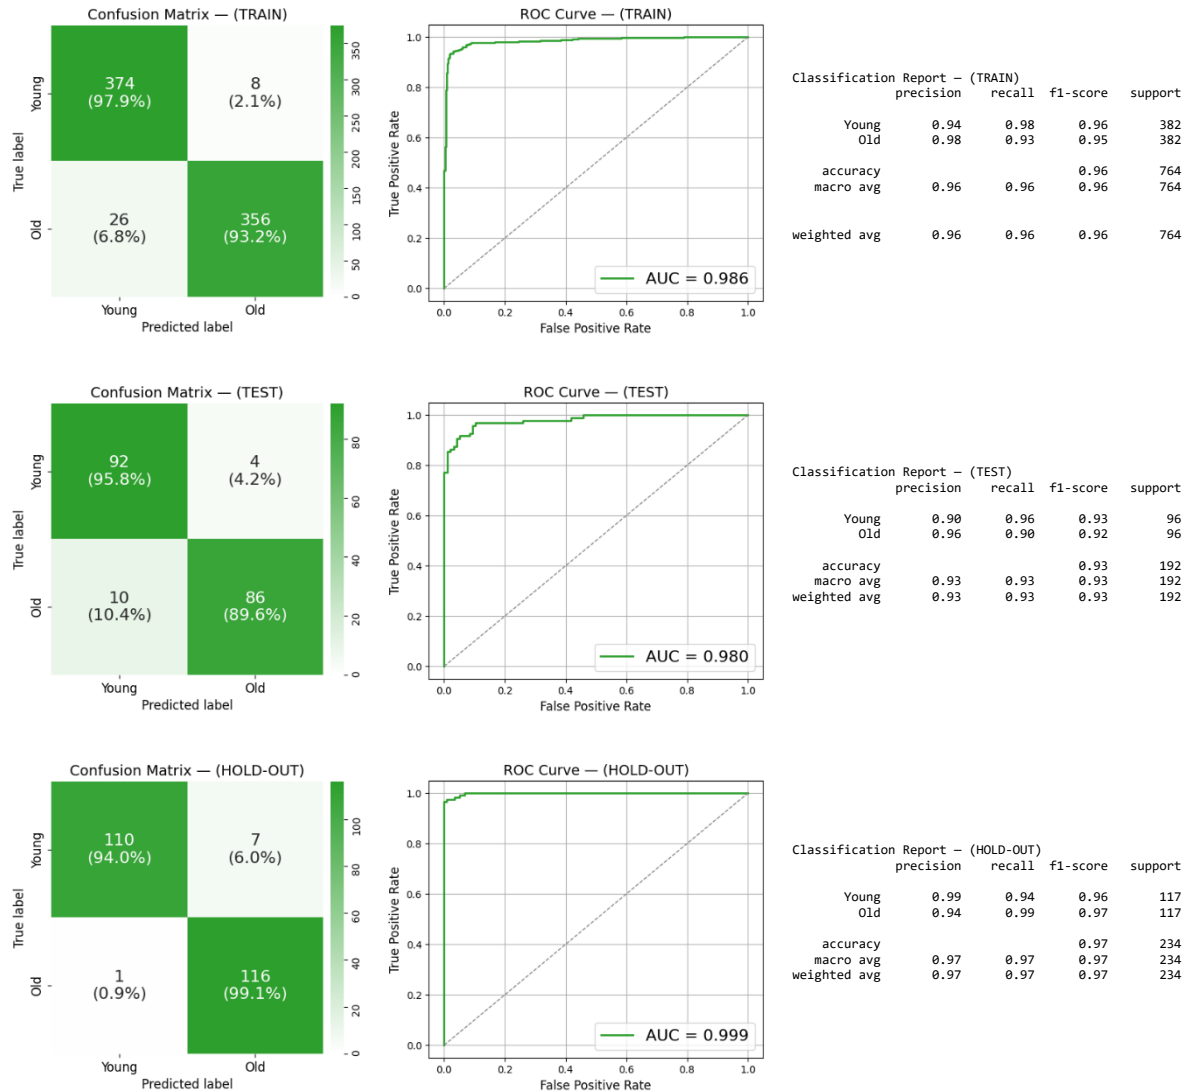 Confusion Matrix — (TRAIN)
374
(97.9%)
8
(2.1%)
26
(6.8%)
356
(93.2%)
Young
Old
True label
Young
Old
Predicted label
350
300
250
200
150
100
50
0
ROC Curve — (TRAIN)
1.0
0.8
0.6
0.4
0.2
0.0
True Positive Rate
AUC = 0.986
0.0
0.2
0.4
0.6
0.8
1.0
False Positive Rate
Classification Report — (TRAIN)
precision recall f1-score support
Young 0.94 0.98 0.96 382
Old 0.98 0.93 0.95 382
accuracy 0.96 764
macro avg 0.96 0.96 0.96 764
weighted avg 0.96 0.96 0.96 764
Confusion Matrix — (TEST)
92
(95.8%)
4
(4.2%)
10
(10.4%)
86
(89.6%)
Young
Old
True label
Young
Old
Predicted label
80
60
40
20
0
ROC Curve — (TEST)
1.0
0.8
0.6
0.4
0.2
0.0
True Positive Rate
AUC = 0.980
0.0
0.2
0.4
0.6
0.8
1.0
False Positive Rate
Classification Report — (TEST)
precision recall f1-score support
Young 0.90 0.96 0.93 96
Old 0.96 0.90 0.92 96
accuracy 0.93 192
macro avg 0.93 0.93 0.93 192
weighted avg 0.93 0.93 0.93 192
Confusion Matrix — (HOLD-OUT)
110
(94.0%)
7
(6.0%)
1
(0.9%)
116
(99.1%)
Young
Old
True label
Young
Old
Predicted label
100
80
60
40
20
0
ROC Curve — (HOLD-OUT)
1.0
0.8
0.6
0.4
0.2
0.0
True Positive Rate
AUC = 0.999
0.0
0.2
0.4
0.6
0.8
1.0
False Positive Rate
Classification Report — (HOLD-OUT)
precision recall f1-score support
Young 0.99 0.94 0.96 117
Old 0.94 0.99 0.97 117
accuracy 0.97 234
macro avg 0.97 0.97 0.97 234
weighted avg 0.97 0.97 0.97 234